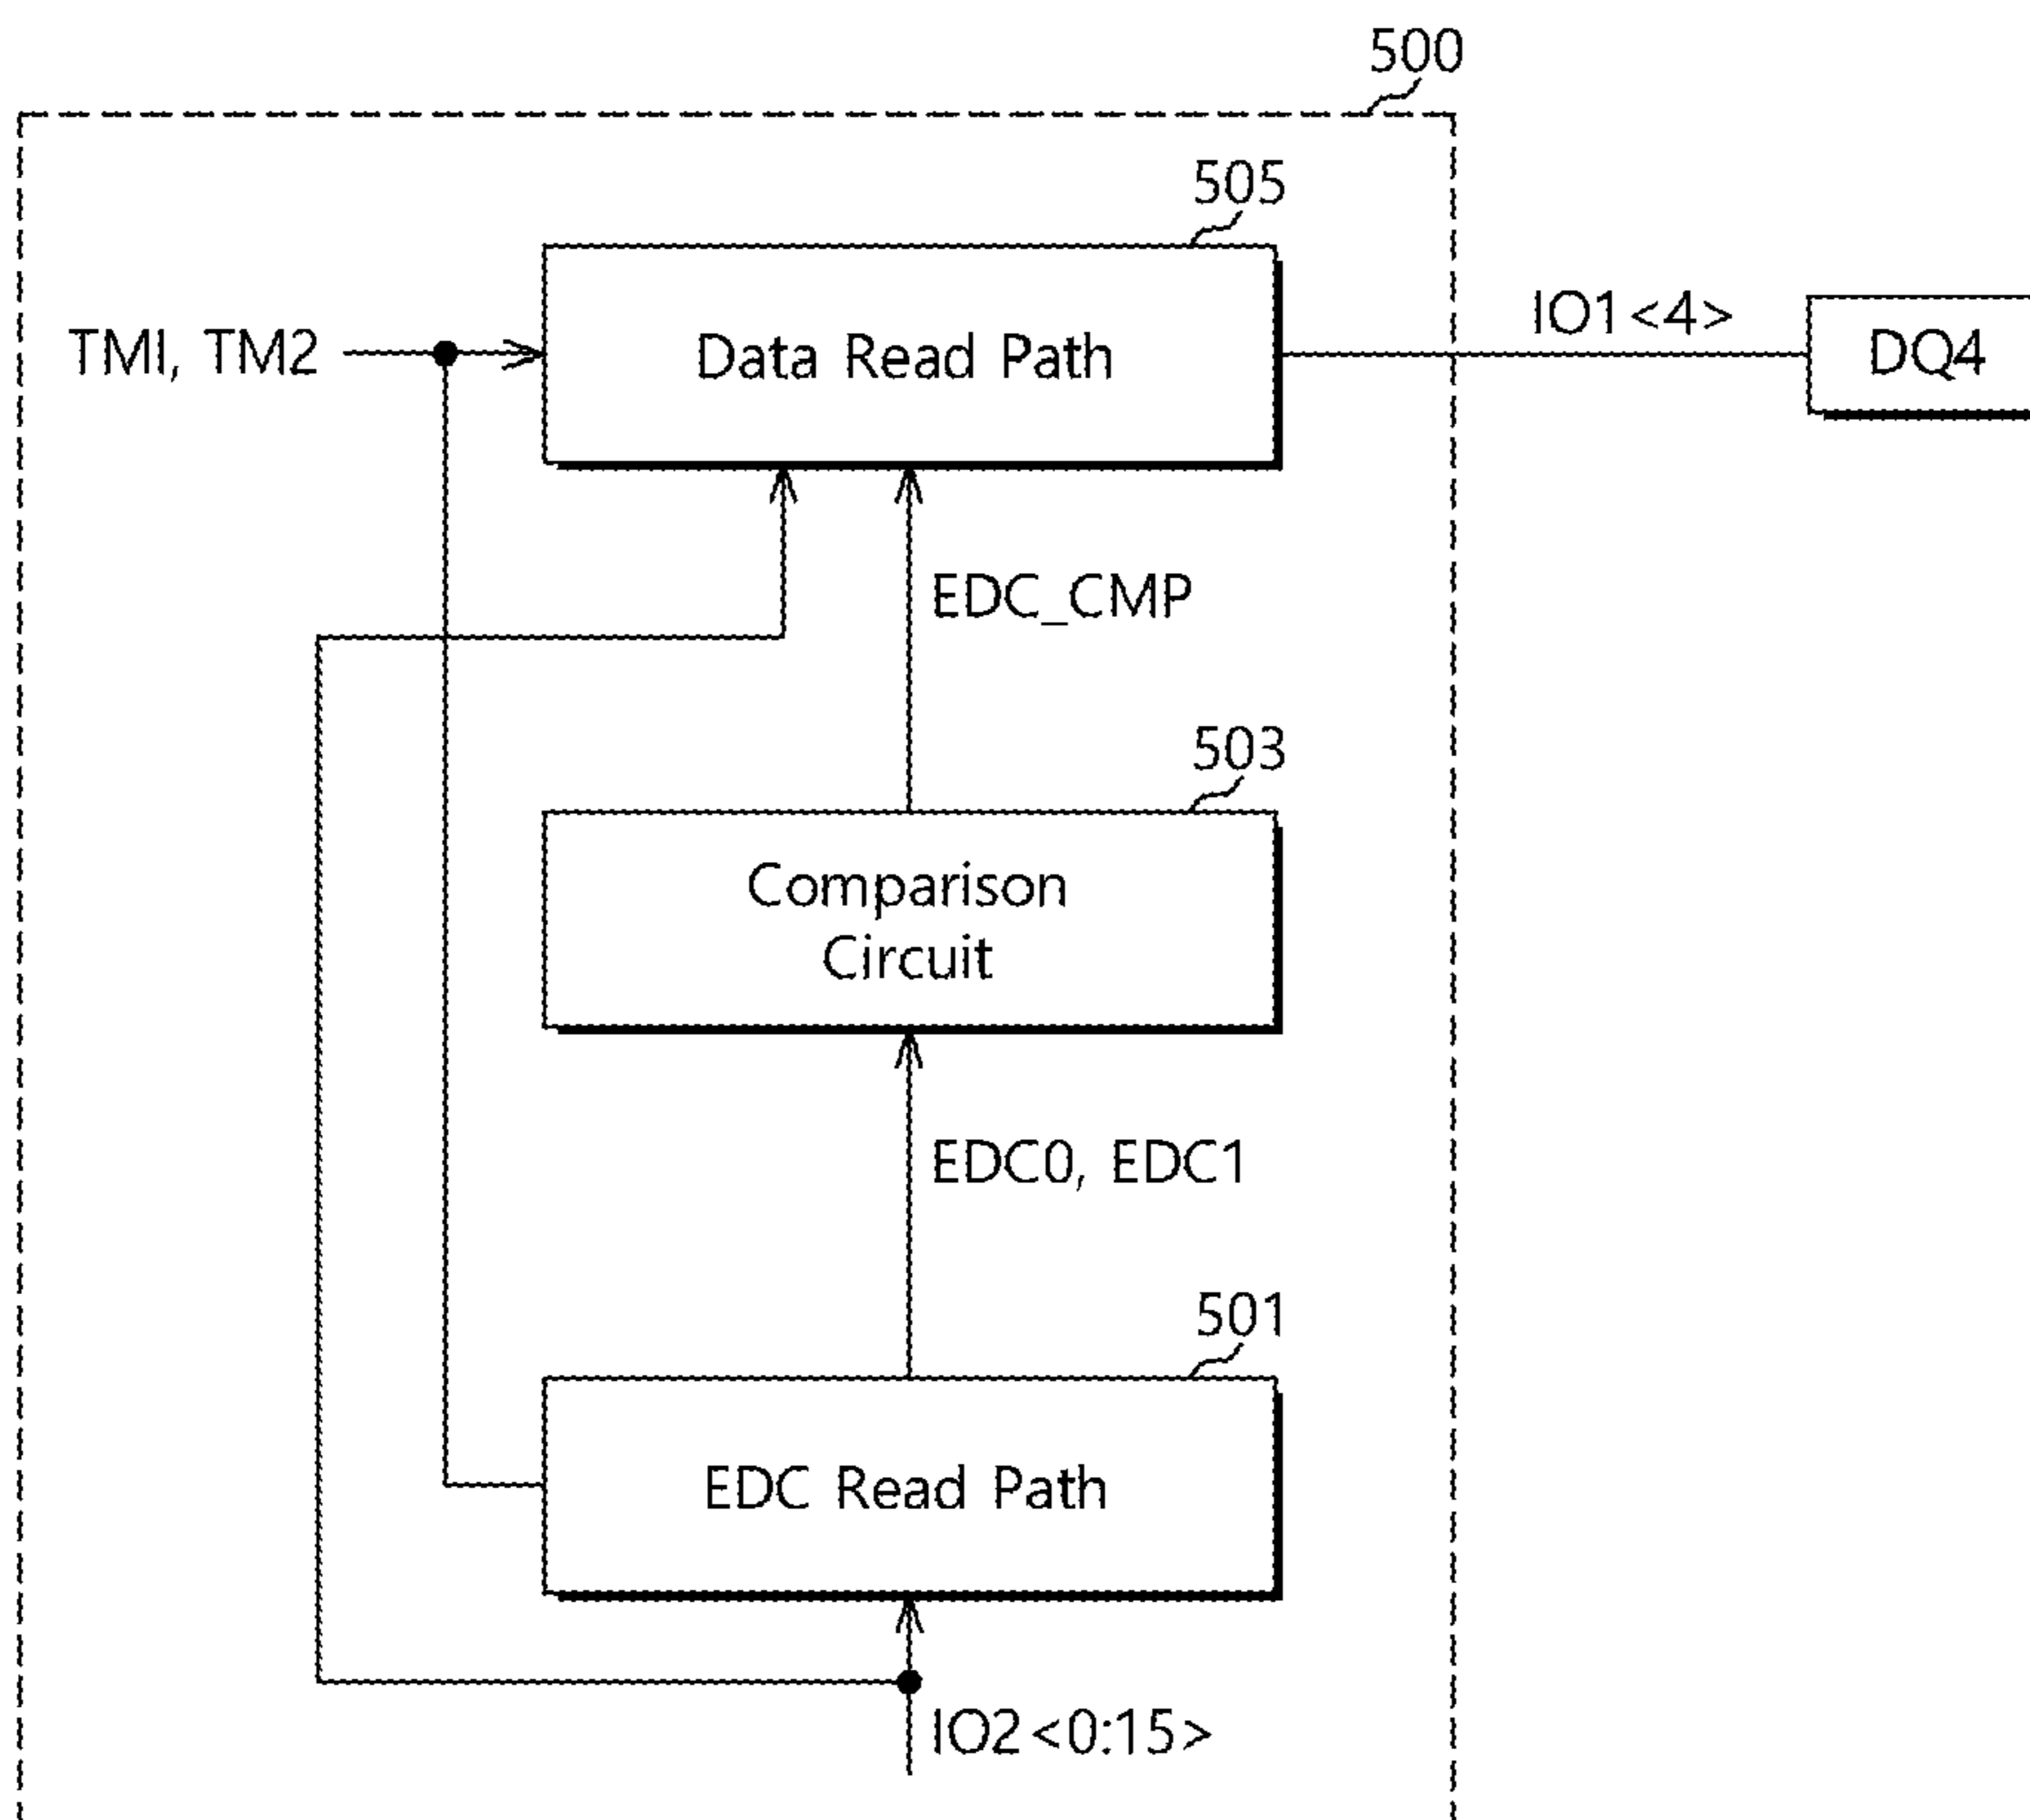 500
505
TMI, TM2
Data Read Path
IO1<4>
DQ4
EDC_CMP
503
Comparison
Circuit
EDC0, EDC1
501
EDC Read Path
IO2<0:15>